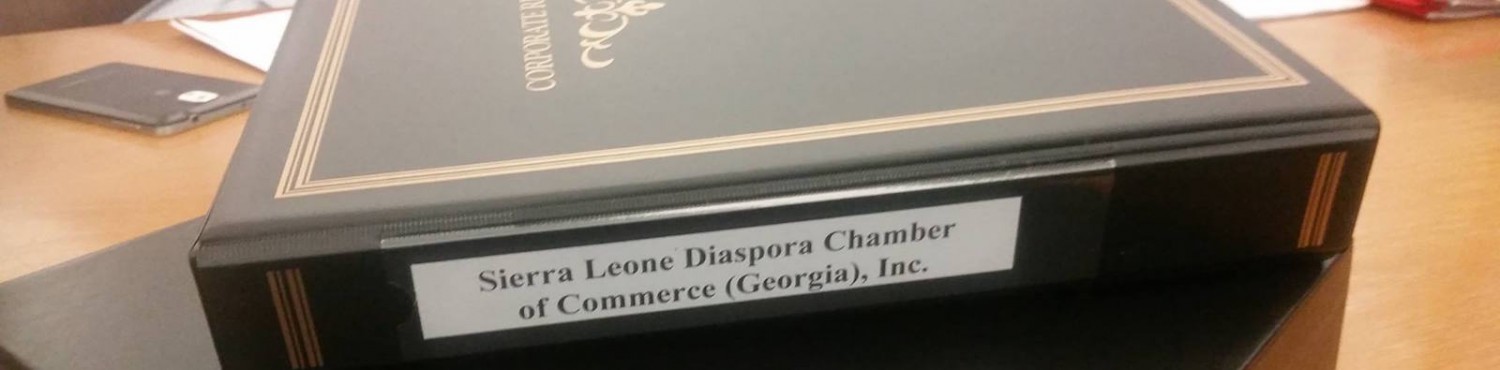 CORPORATE
Sierra Leone Diaspora Chamber
of Commerce (Georgia), Inc.